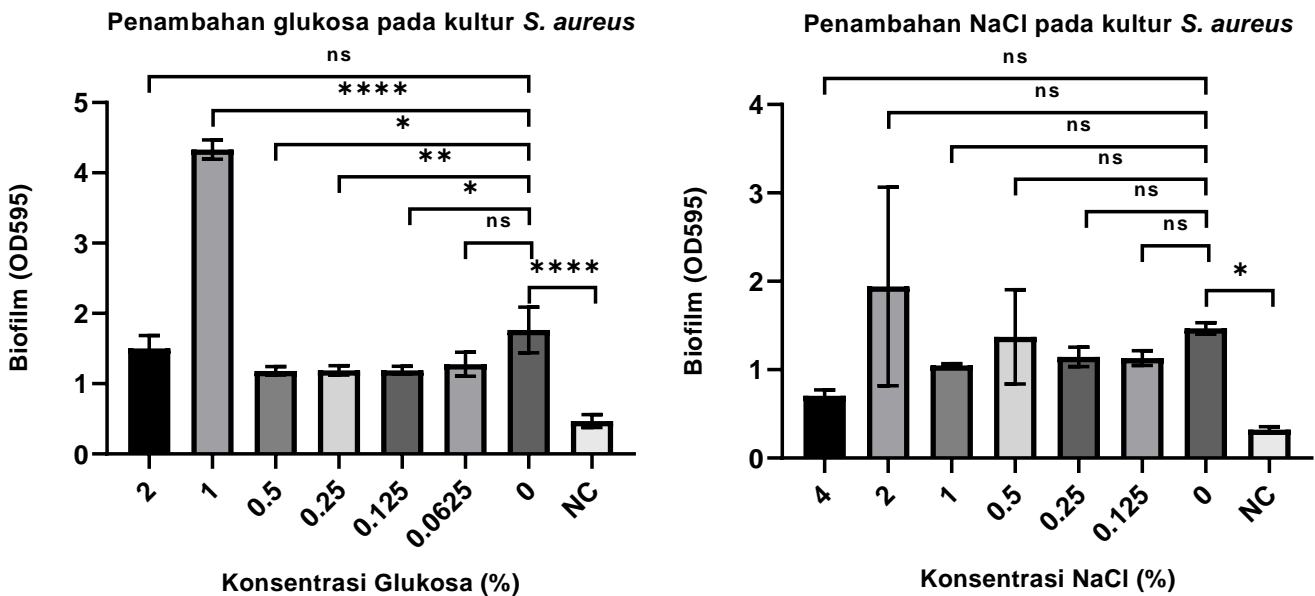 Penambahan glukosa pada kultur S. aureus
ns
****
*
**
*
ns
****
Biofilm (OD595)
5
4
3
2
1
0
2
1
0.5
0.25
0.125
0.0625
0
NC
Konsentrasi Glukosa (%)
Penambahan NaCl pada kultur S. aureus
ns
ns
ns
ns
ns
ns
*
Biofilm (OD595)
4
3
2
1
0
4
2
1
0.5
0.25
0.125
0
NC
Konsentrasi NaCl (%)